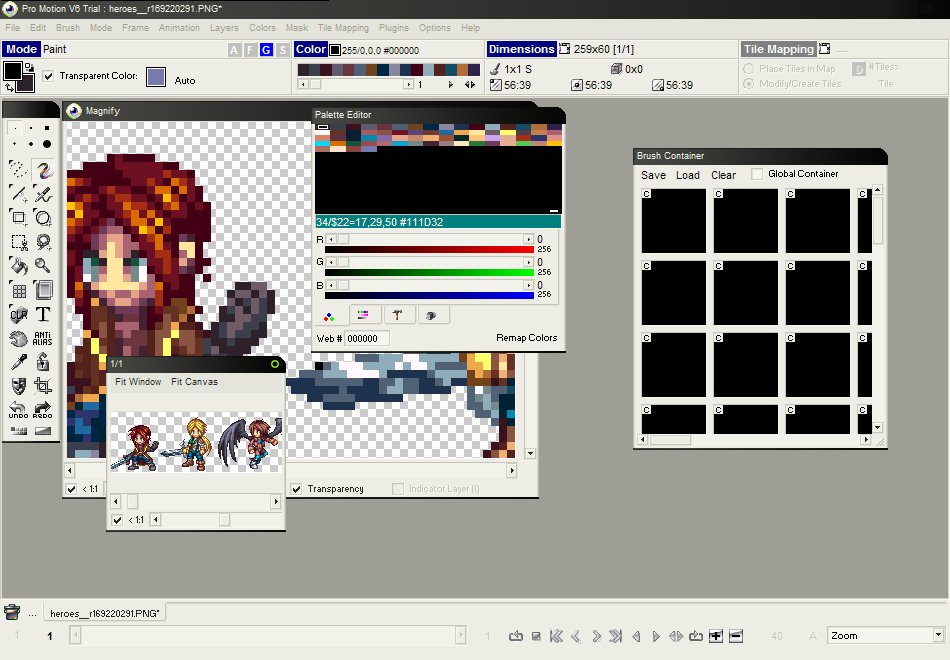 Pro Motion V6 Trial : heroes__r169220291.PNG*
File Edit Brush Mode Frame Animation Layers Colors Mask Tile Mapping Plugins Options Help
Mode Paint A F G S Color 255/0,0,0 #000000 Dimensions 259x60 [1/1] Tile Mapping ----
Transparent Color: Auto 1 1x1 S 0x0 Place Tiles in Map D #Tiles:
56:39 56:39 56:39 Modify/Create Tiles Tile
Magnify
Palette Editor
34/$22=17,29,50 #111D32
R 0
256
G 0
256
B 0
256
Web # 000000 Remap Colors
Brush Container
Save Load Clear Global Container
C C C C
C C C C
C C C C
C C C C
CLR T
ANTI
ALIAS
UNDO REDO
1/1
Fit Window Fit Canvas
< 1:1
< 1:1 Transparency Indicator Layer (I)
... heroes__r169220291.PNG*
1 1 1 40 A Zoom